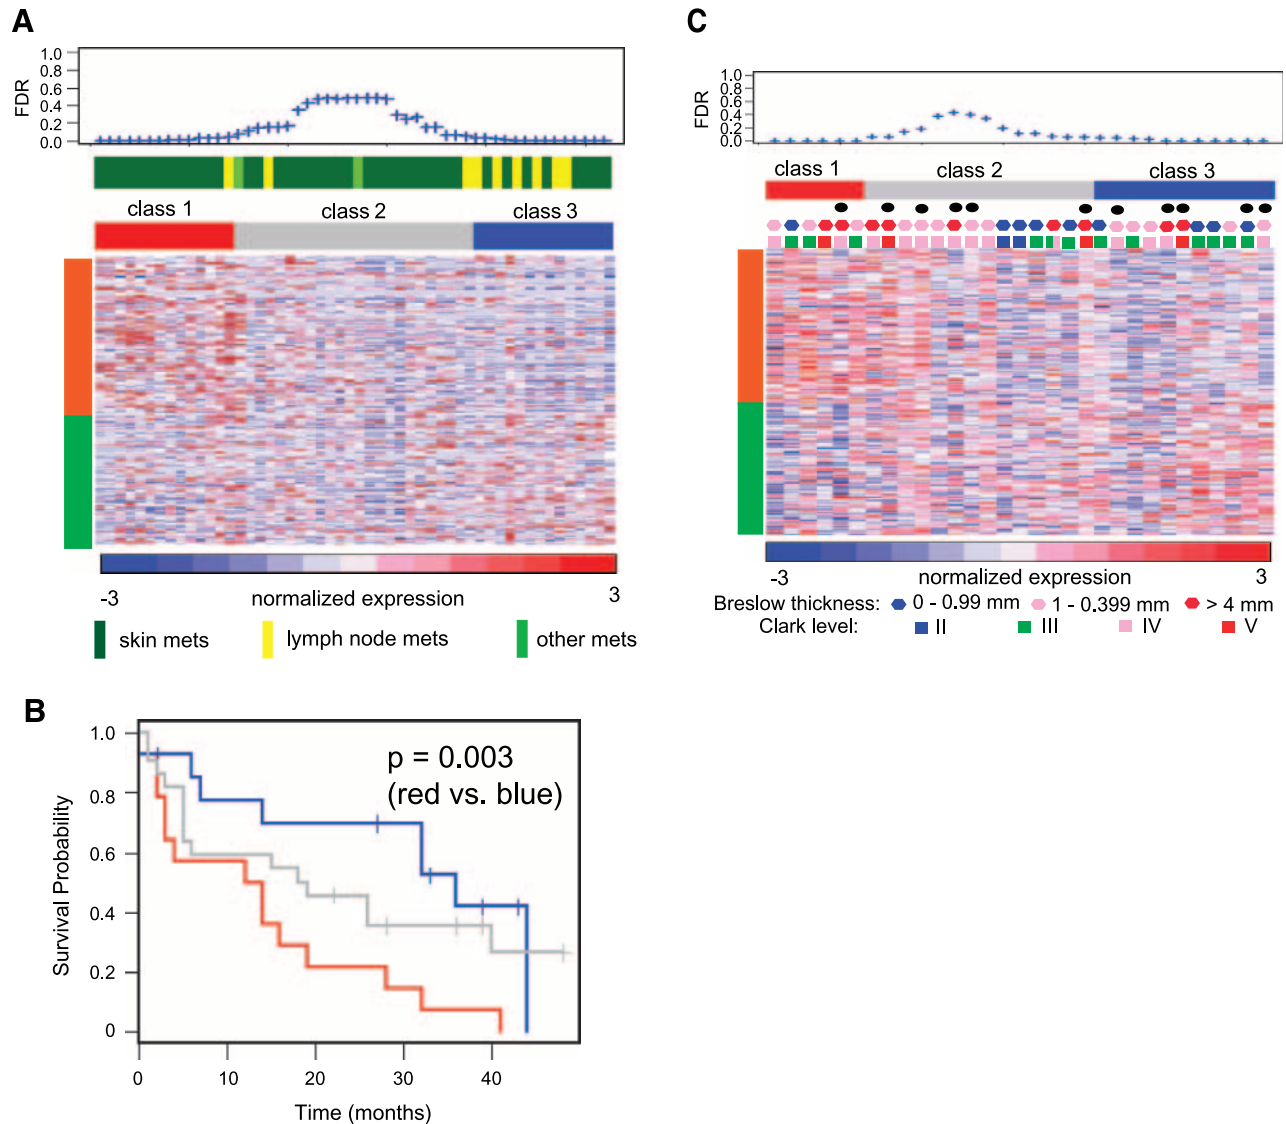 A
1.0
0.8
0.6
0.4
0.2
0.0
FDR
class 1
class 2
class 3
-3
normalized expression
3
skin mets
lymph node mets
other mets
C
1.0
0.8
0.6
0.4
0.2
0.0
FDR
class 1
class 2
class 3
-3
normalized expression
3
Breslow thickness: 0 - 0.99 mm 1 - 0.399 mm > 4 mm
Clark level: II III IV V
B
1.0
0.8
0.6
0.4
0.2
0
Survival Probability
p = 0.003
(red vs. blue)
0 10 20 30 40
Time (months)